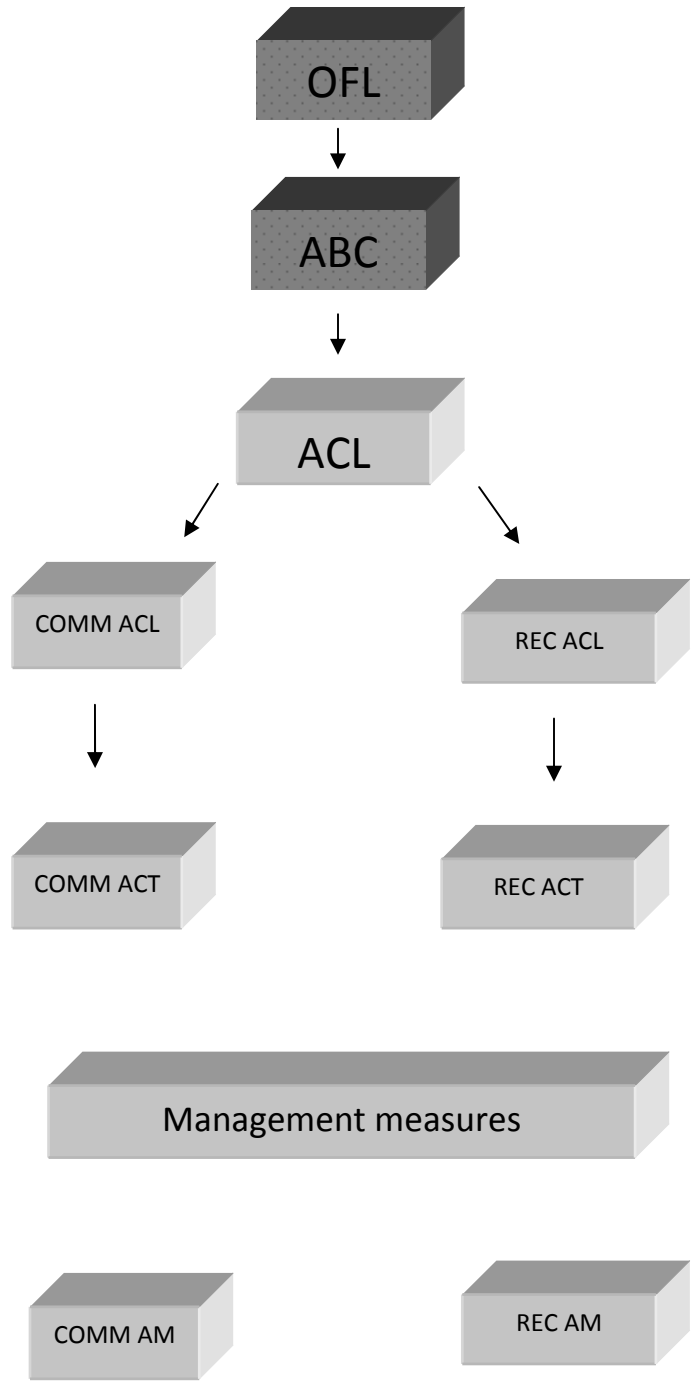 OFL
ABC
ACL
COMM ACL
REC ACL
COMM ACT
REC ACT
Management measures
COMM AM
REC AM